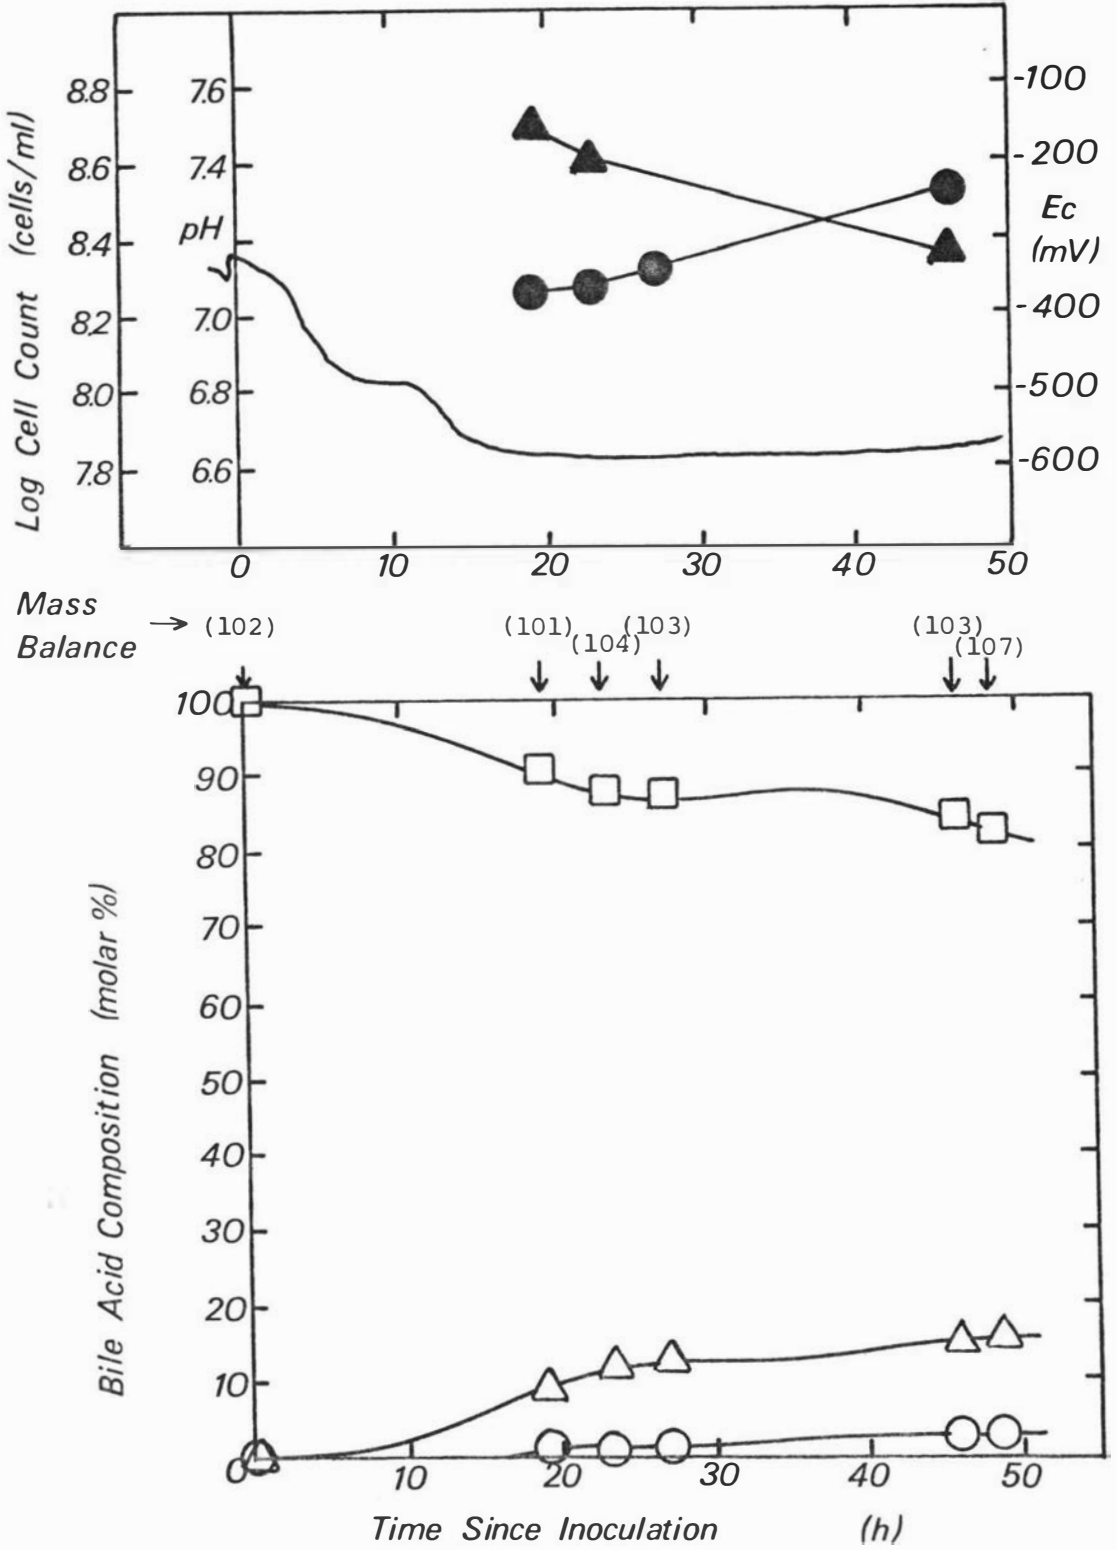 8.8 7.6 -100
8.6 7.4 -200
pH Ec
8.4 (mV)
8.2 7.0 -400
8.0 6.8 -500
7.8 6.6 -600
Log Cell Count (cells/ml)
0 10 20 30 40 50
Mass
Balance → (102) (101) (104) (103) (103) (107)
100
90
80
70
60
50
40
30
20
10
0
Bile Acid Composition (molar %)
10 20 30 40 50
Time Since Inoculation (h)